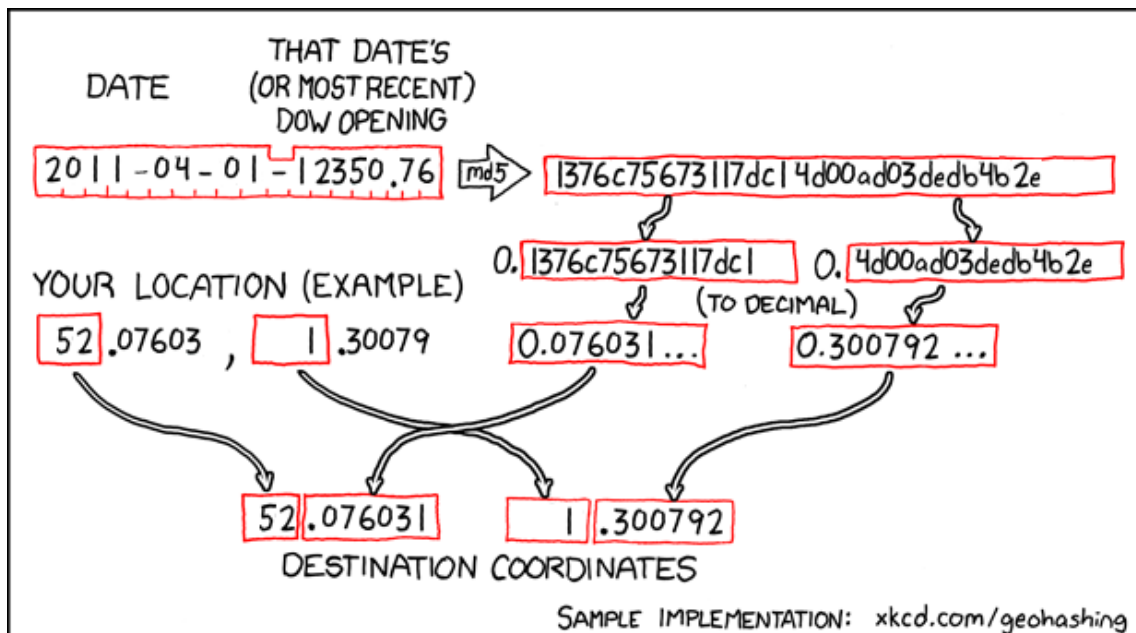 DATE
THAT DATE'S
(OR MOST RECENT)
DOW OPENING
2011-04-01-12350.76
md5
1376c75673117dc14d00ad03dedb4b2e
0.1376c75673117dc1
0.4d00ad03dedb4b2e
YOUR LOCATION (EXAMPLE)
(TO DECIMAL)
52.07603, 1.30079
0.076031...
0.300792...
52.076031
1.300792
DESTINATION COORDINATES
SAMPLE IMPLEMENTATION: xkcd.com/geohashing